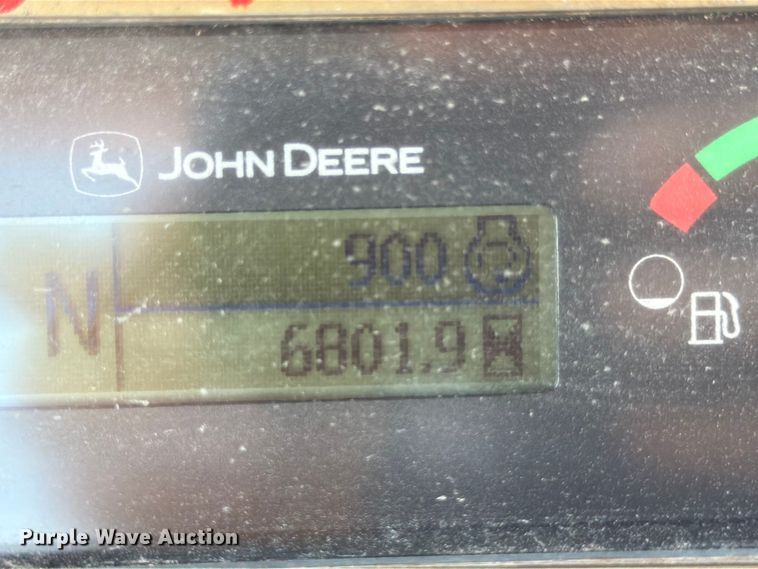 JOHN DEERE
900
N
6801.9
Purple Wave Auction